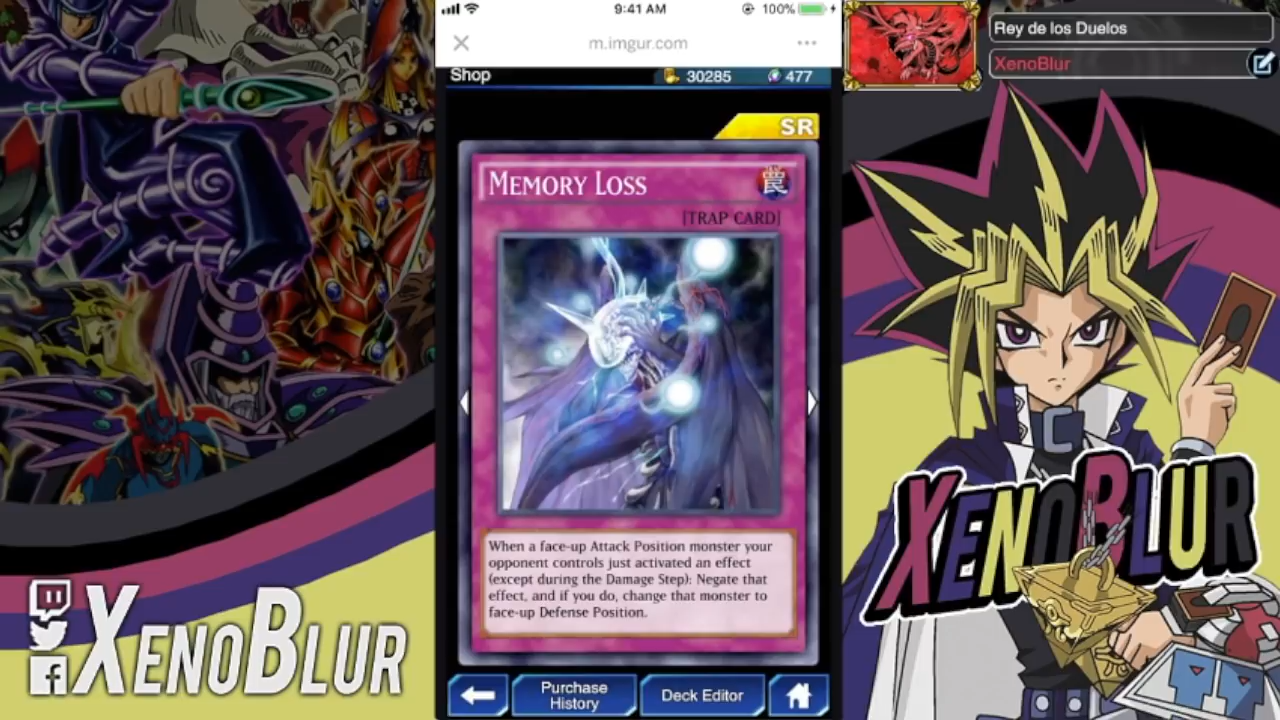 9:41 AM
100%
m.imgur.com
Shop
30285
477
SR
MEMORY LOSS
罠
[TRAP CARD]
When a face-up Attack Position monster your
opponent controls just activated an effect
(except during the Damage Step): Negate that
effect, and if you do, change that monster to
face-up Defense Position.
Purchase
History
Deck Editor
Rey de los Duelos
XenoBlur
XENOBLUR
XENOBLUR